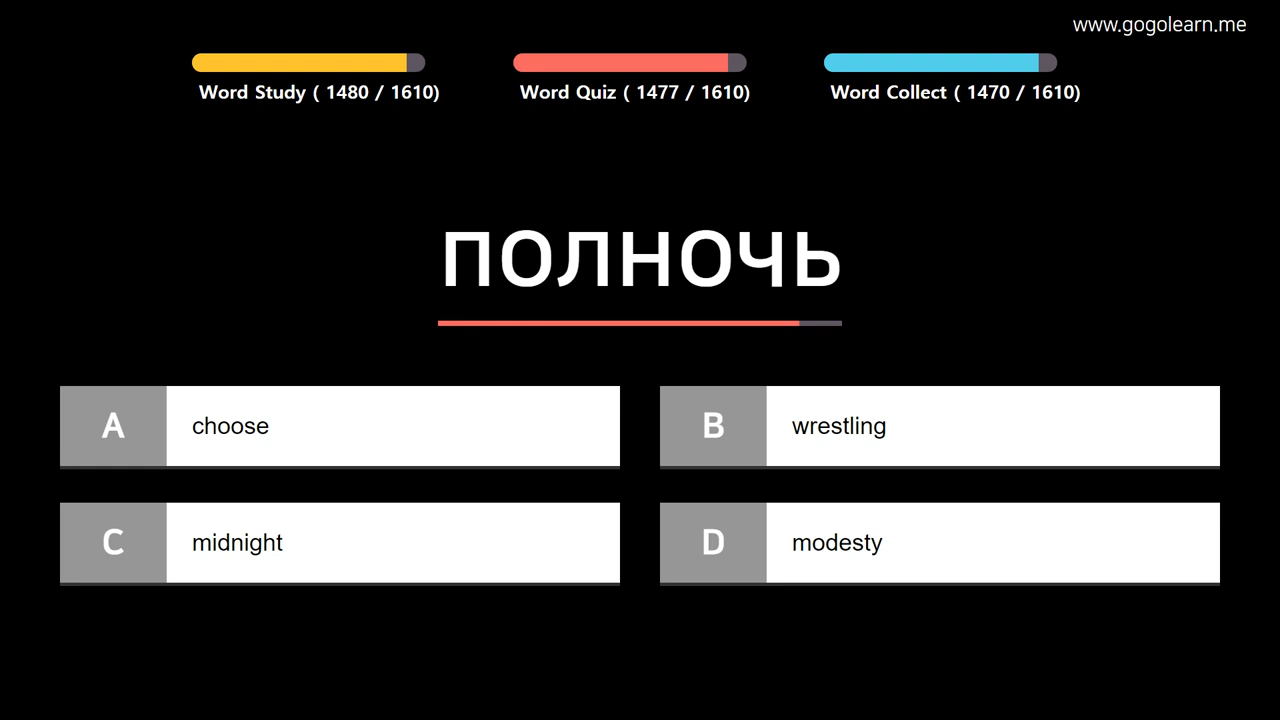 www.gogolearn.me
Word Study ( 1480 / 1610)
Word Quiz ( 1477 / 1610)
Word Collect ( 1470 / 1610)
полночь
A choose
B wrestling
C midnight
D modesty